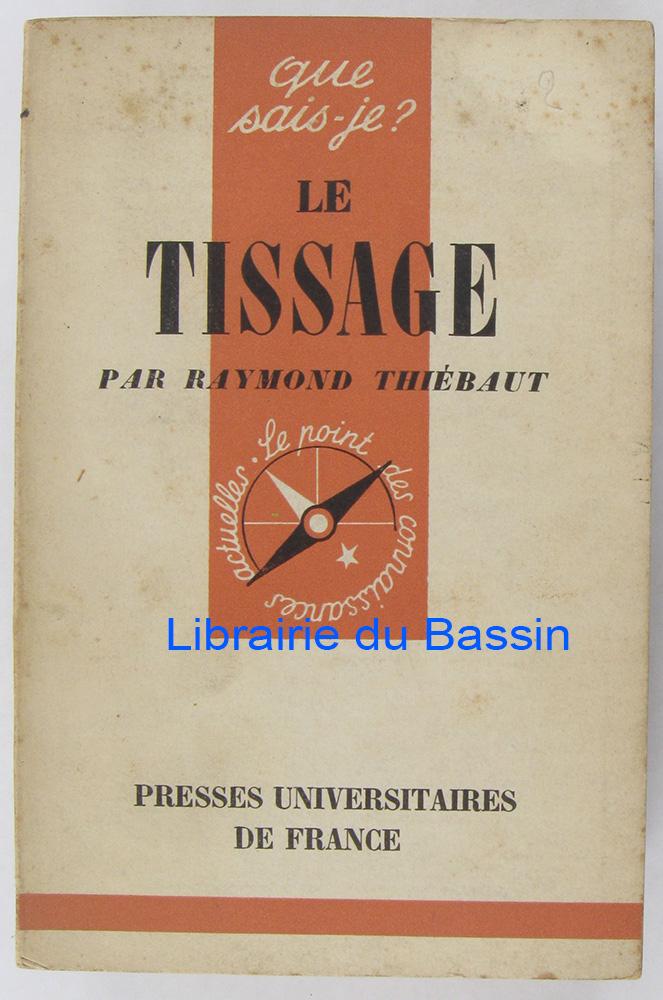 que
sais-je?
LE
TISSAGE
PAR RAYMOND THIÉBAUT
Le point des connaissances actuelles •
Librairie du Bassin
PRESSES UNIVERSITAIRES
DE FRANCE
2